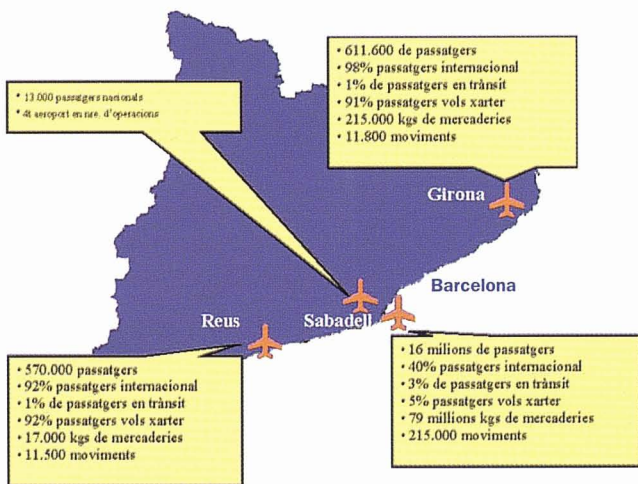 611.600 de passatgers
98% passatgers internacional
1% de passatgers en trànsit
91% passatgers vols xarter
215.000 kgs de mercaderies
11.800 moviments
13.000 passatgers nacionals
4t aeroport en nre. d'operacions
Girona
Barcelona
Reus
Sabadell
570.000 passatgers
92% passatgers internacional
1% de passatgers en trànsit
92% passatgers vols xarter
17.000 kgs de mercaderies
11.500 moviments
16 milions de passatgers
40% passatgers internacional
3% de passatgers en trànsit
5% passatgers vols xarter
79 millions kgs de mercaderies
215.000 moviments